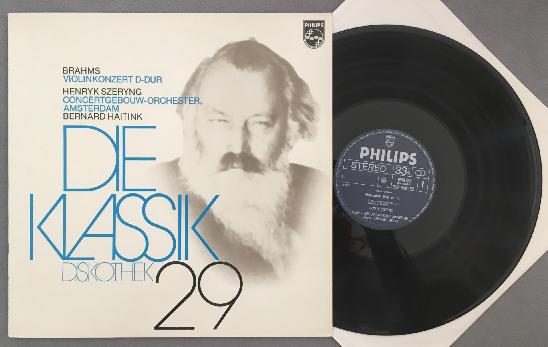 PHILIPS
BRAHMS
VIOLINKONZERT D-DUR
HENRYK SZERYNG
CONCERTGEBOUW-ORCHESTER,
AMSTERDAM
BERNARD HAITINK
DIE
KLASSIK
DISKOTHEK
29
PHILIPS
STEREO 33